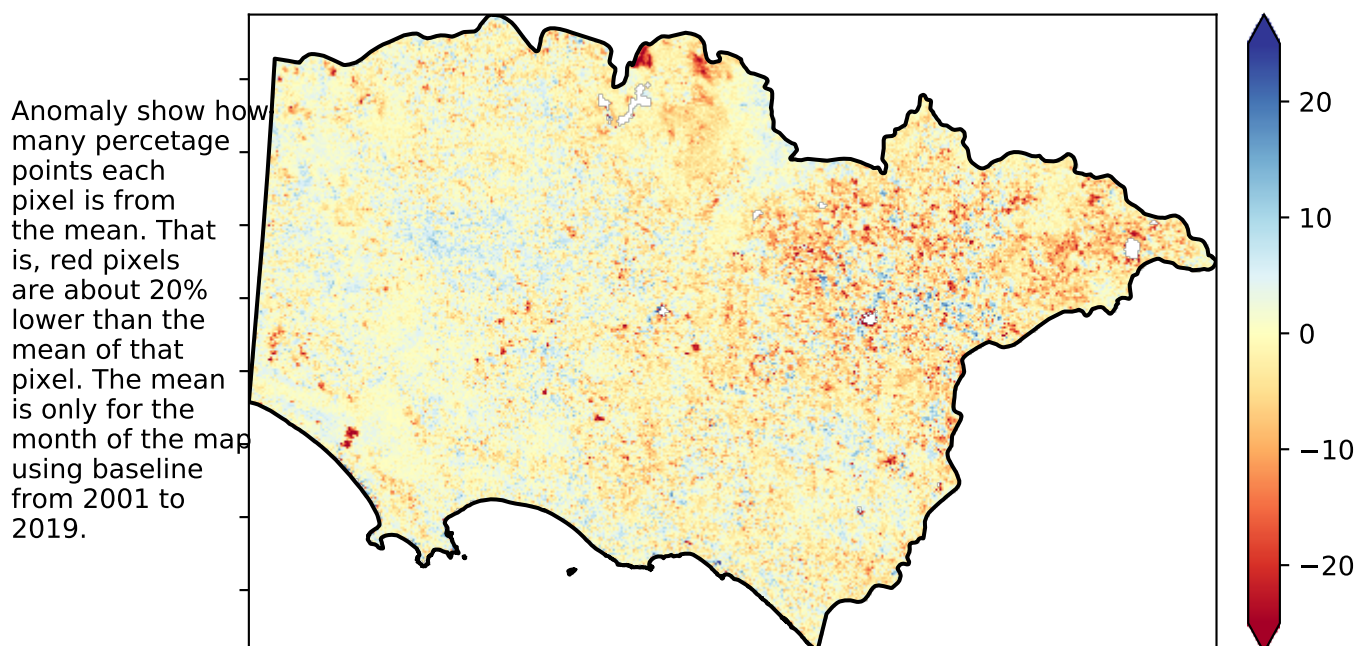 Anomaly show how
many percetage
points each
pixel is from
the mean. That
is, red pixels
are about 20%
lower than the
mean of that
pixel. The mean
is only for the
month of the map
using baseline
from 2001 to
2019.
20
10
0
−10
−20